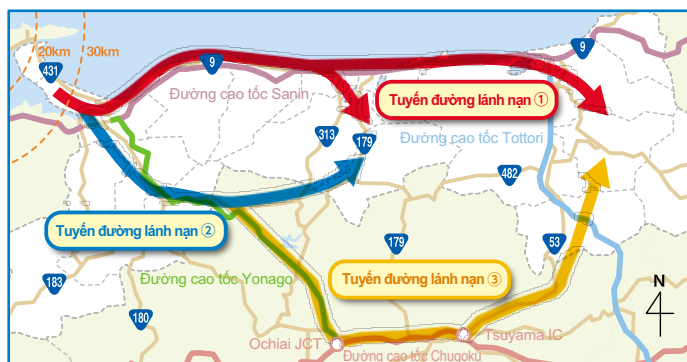 20km
30km
431
9
9
Đường cao tốc Sanin
Tuyến đường lánh nạn ①
313
179
Đường cao tốc Tottori
482
Tuyến đường lánh nạn ②
179
53
183
Đường cao tốc Yonago
Tuyến đường lánh nạn ③
N
180
Ochiai JCT
Tsuyama IC
Đường cao tốc Chugoku